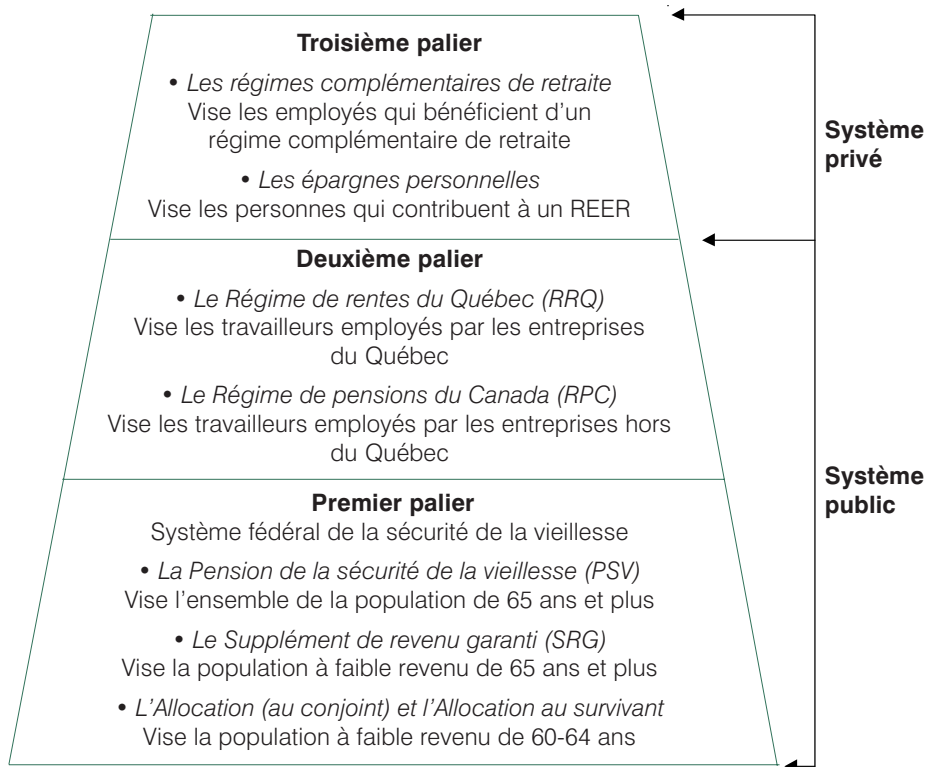 Troisième palier
• Les régimes complémentaires de retraite
Vise les employés qui bénéficient d'un
régime complémentaire de retraite
• Les épargnes personnelles
Vise les personnes qui contribuent à un REER
Système
privé
Deuxième palier
• Le Régime de rentes du Québec (RRQ)
Vise les travailleurs employés par les entreprises
du Québec
• Le Régime de pensions du Canada (RPC)
Vise les travailleurs employés par les entreprises hors
du Québec
Premier palier
Système fédéral de la sécurité de la vieillesse
• La Pension de la sécurité de la vieillesse (PSV)
Vise l'ensemble de la population de 65 ans et plus
• Le Supplément de revenu garanti (SRG)
Vise la population à faible revenu de 65 ans et plus
• L'Allocation (au conjoint) et l'Allocation au survivant
Vise la population à faible revenu de 60-64 ans
Système
public